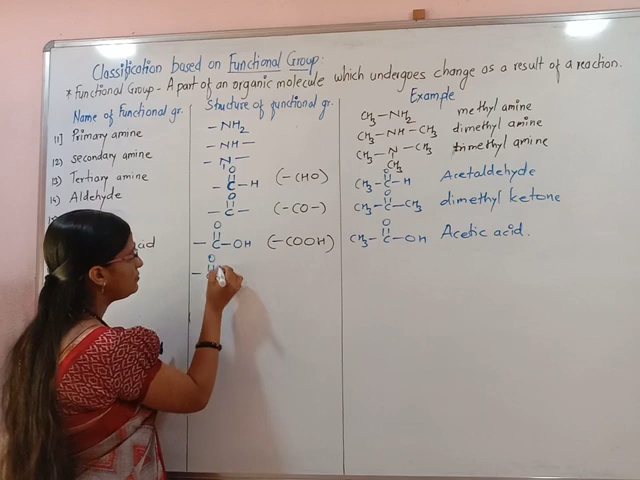 Classification based on Functional Group:
* Functional Group - A part of an organic molecule which undergoes change as a result of a reaction.
Name of Functional gr. Structure of functional gr. Example
11] Primary amine - NH2 CH3 - NH2 methyl amine
12) secondary amine - NH - CH3 - NH - CH3 dimethyl amine
13) Tertiary amine - N - CH3 - N - CH3 trimethyl amine
CH3
14) Aldehyde O
- C - H (-CHO) CH3 - C - H Acetaldehyde
O O
- C - (-CO-) CH3 - C - CH3 dimethyl ketone
O O
acid - C - OH (-COOH) CH3 - C - OH Acetic acid.
O
-